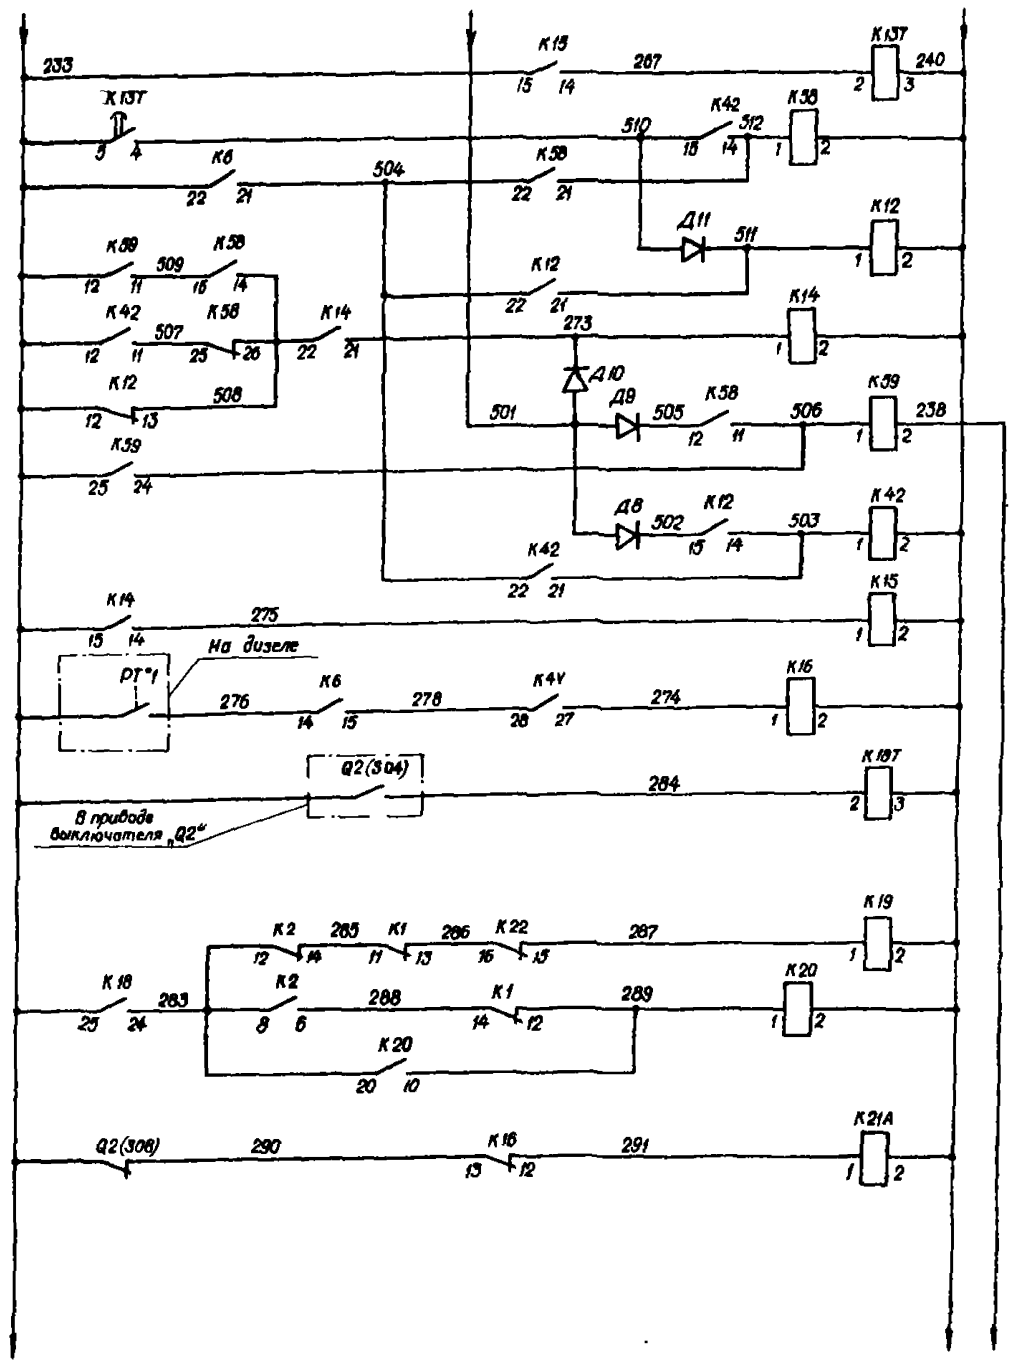 К15
К13Т
233
267
240
15 14
2 3
К13Т
К42
К58
510
512
5 4
15 14
1 2
К6
504
К58
22 21
22 21
Д11
511
К12
1 2
К59
509
К58
К12
12 11
15 14
22 21
К42
507
К58
К14
273
К14
12 11
25 26
22 21
1 2
К12
508
Д10
12 13
501
Д9
505
К58
506
К59
238
12 11
1 2
К59
25 24
Д8
502
К12
503
К42
15 14
1 2
К42
22 21
К14
275
К15
15 14
1 2
На дизеле
РТ°1
276
К6
278
К4У
274
К16
14 15
28 27
1 2
Q2(304)
284
К18Т
2 3
В приводе
выключателя „Q2“
К2
285
К1
286
К22
287
К19
12 14
11 13
16 15
1 2
К18
283
К2
288
К1
289
К20
25 24
8 6
14 12
1 2
К20
20 10
Q2(306)
290
К16
291
К21А
13 12
1 2